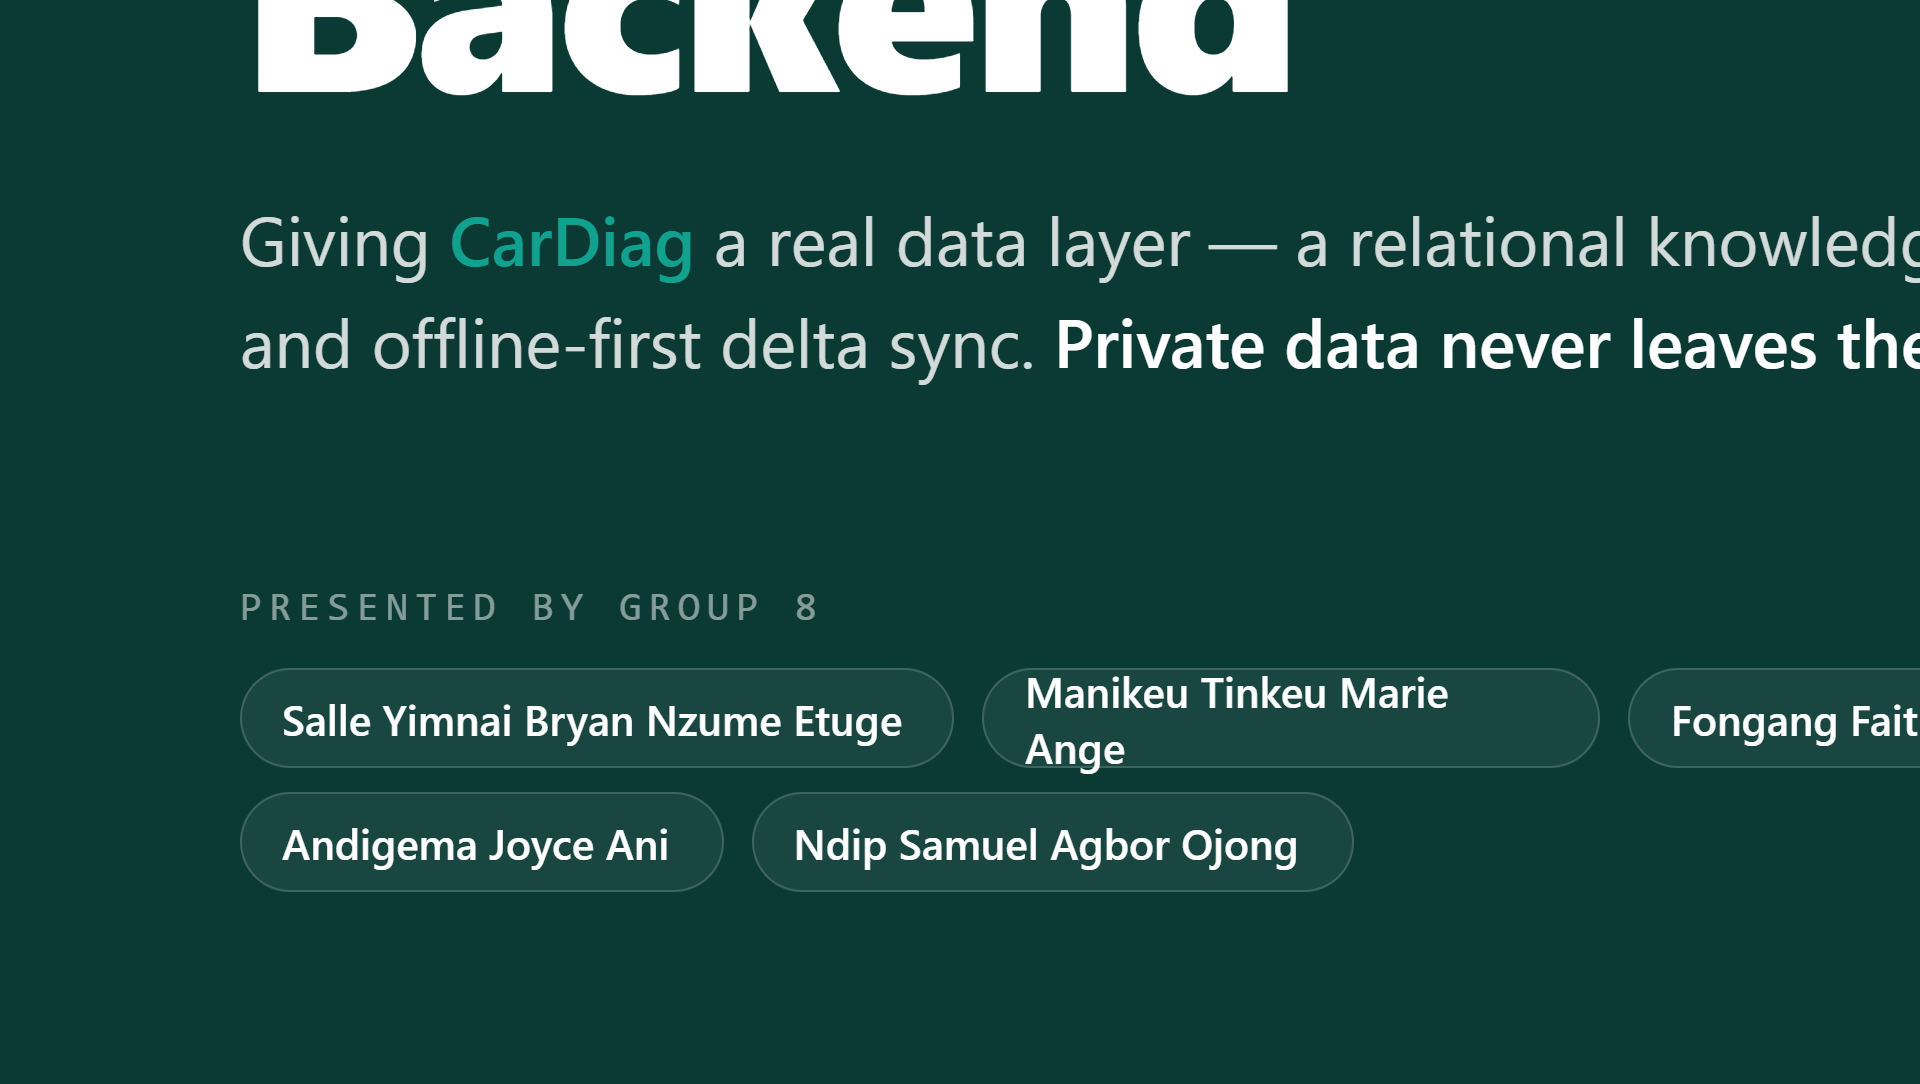 Backend
Giving CarDiag a real data layer — a relational
and offline-first delta sync. Private data never leaves the
PRESENTED BY GROUP 8
Salle Yimnai Bryan Nzume Etuge
Manikeu Tinkeu Marie
Ange
Fongang
Andigema Joyce Ani
Ndip Samuel Agbor Ojong